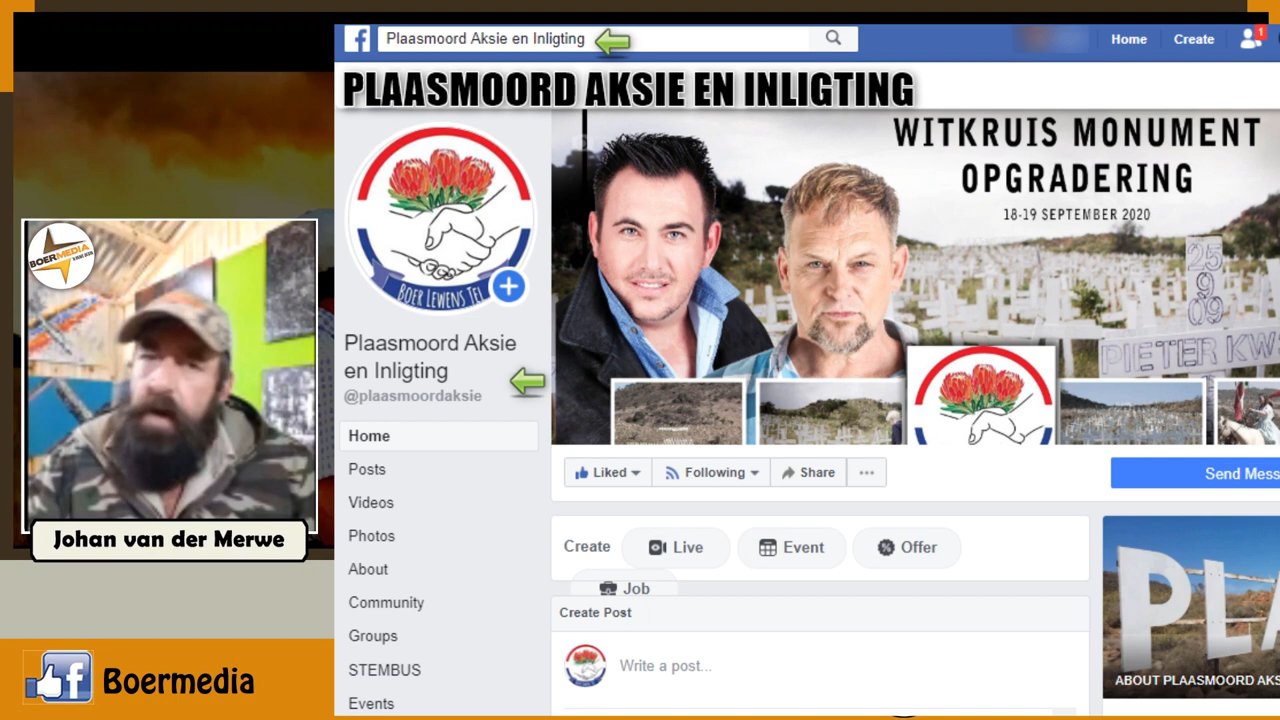 Plaasmoord Aksie en Inligting
Home
Create
1
PLAASMOORD AKSIE EN INLIGTING
WITKRUIS MONUMENT
OPGRADERING
18-19 SEPTEMBER 2020
25
9
09
PIETER KW
BOER LEWENS TEL
BOERMEDIA
Plaasmoord Aksie
en Inligting
@plaasmoordaksie
Home
Posts
Videos
Photos
About
Community
Groups
STEMBUS
Events
Liked
Following
Share
Send Mess
Create
Live
Event
Offer
Job
Create Post
Write a post...
PLA
ABOUT PLAASMOORD AKS
Johan van der Merwe
Boermedia